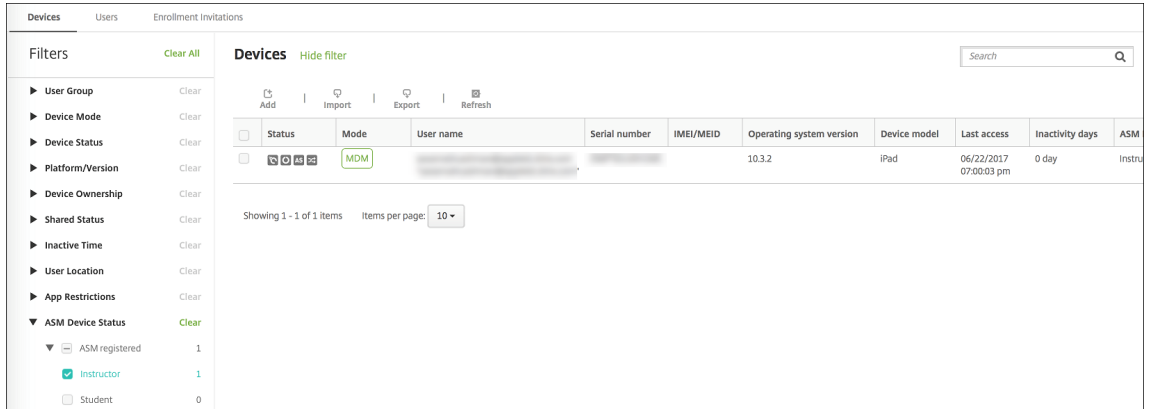 Devices Users Enrollment Invitations
Filters Clear All
User Group Clear
Device Mode Clear
Device Status Clear
Platform/Version Clear
Device Ownership Clear
Shared Status Clear
Inactive Time Clear
User Location Clear
App Restrictions Clear
ASM Device Status Clear
ASM registered 1
Instructor 1
Student 0
Devices Hide filter
Search
Add | Import | Export | Refresh
Status Mode User name Serial number IMEI/MEID Operating system version Device model Last access Inactivity days ASM
AS MDM 10.3.2 iPad 06/22/2017 0 day Instru
07:00:03 pm
Showing 1 - 1 of 1 items Items per page: 10